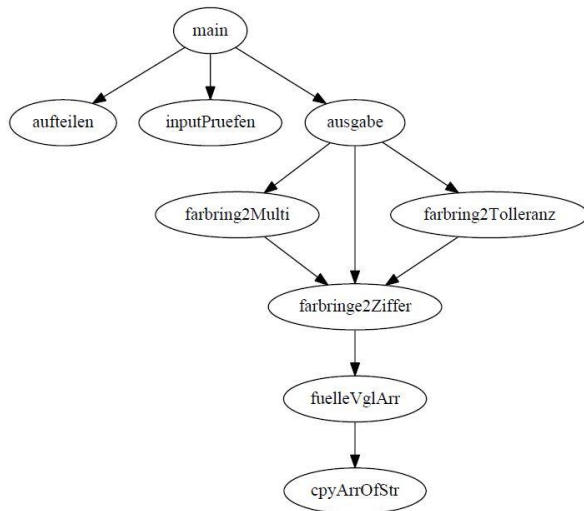 main
aufteilen
inputPruefen
ausgabe
farbring2Multi
farbring2Tolleranz
farbringe2Ziffer
fuelleVglArr
cpyArrOfStr